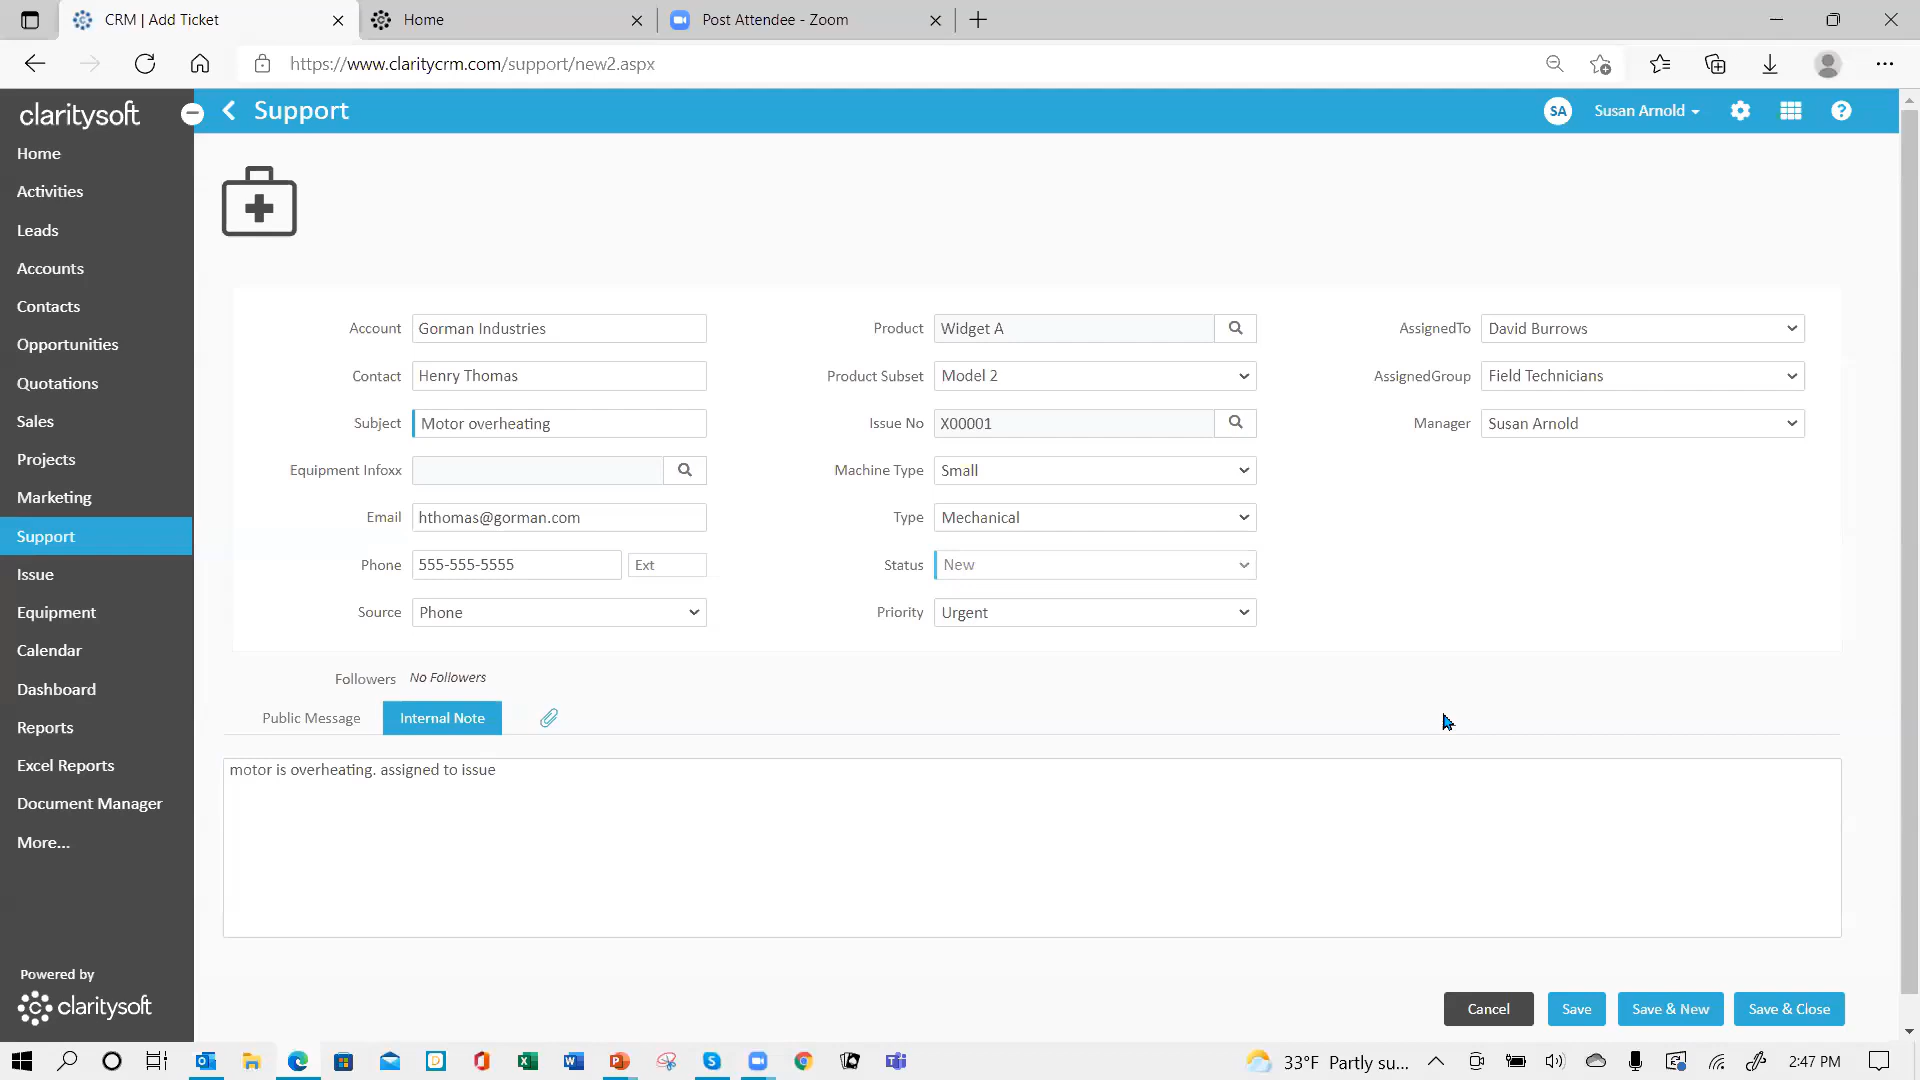 CRM | Add Ticket
Home
Post Attendee - Zoom
https://www.claritycrm.com/support/new2.aspx
claritysoft
Support
SA
Susan Arnold
Home
Activities
Leads
Accounts
Contacts
Opportunities
Quotations
Sales
Projects
Marketing
Support
Issue
Equipment
Calendar
Dashboard
Reports
Excel Reports
Document Manager
More...
Powered by
claritysoft
Account Gorman Industries
Product Widget A
AssignedTo David Burrows
Contact Henry Thomas
Product Subset Model 2
AssignedGroup Field Technicians
Subject Motor overheating
Issue No X00001
Manager Susan Arnold
Equipment Infoxx
Machine Type Small
Email hthomas@gorman.com
Type Mechanical
Phone 555-555-5555 Ext
Status New
Source Phone
Priority Urgent
Followers No Followers
Public Message Internal Note
motor is overheating. assigned to issue
Cancel Save Save & New Save & Close
33°F Partly su...
2:47 PM